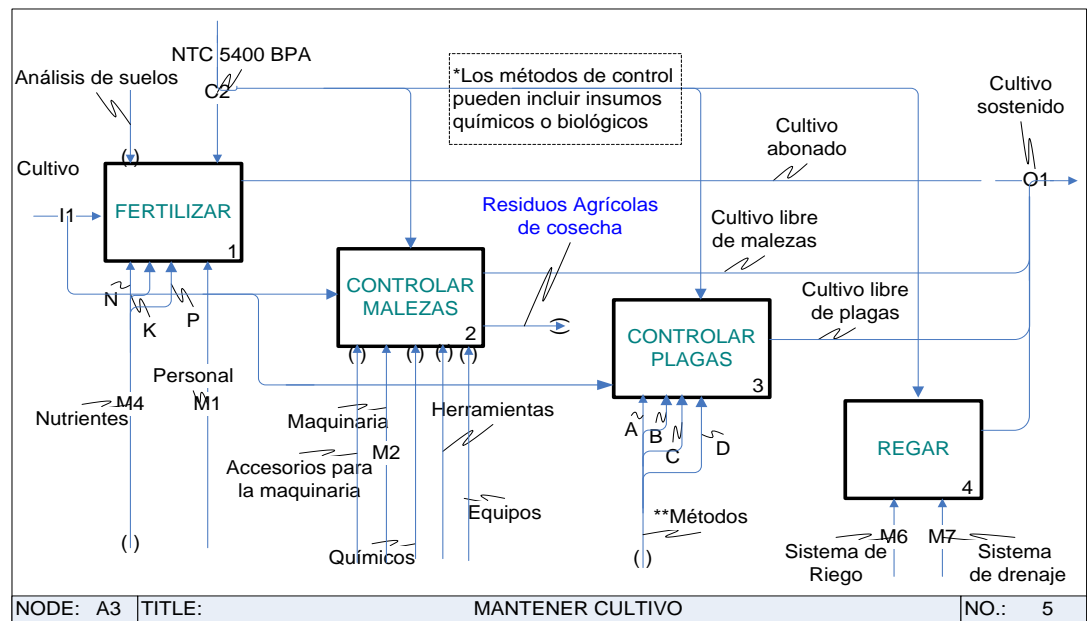 NTC 5400 BPA
Análisis de suelos
C2
*Los métodos de control
pueden incluir insumos
químicos o biológicos
Cultivo
sostenido
Cultivo
abonado
( )
Cultivo
I1
FERTILIZAR
1
O1
Residuos Agrícolas
de cosecha
Cultivo libre
de malezas
CONTROLAR
MALEZAS
2
( )
Cultivo libre
de plagas
N
K
P
CONTROLAR
PLAGAS
3
( )
( )
( )
( )
Personal
Nutrientes
M4
M1
Maquinaria
M2
Herramientas
Accesorios para
la maquinaria
Equipos
Químicos
A
B
C
D
**Métodos
( )
( )
REGAR
4
M6
M7
Sistema de
Riego
Sistema
de drenaje
NODE: A3 TITLE: MANTENER CULTIVO NO.: 5